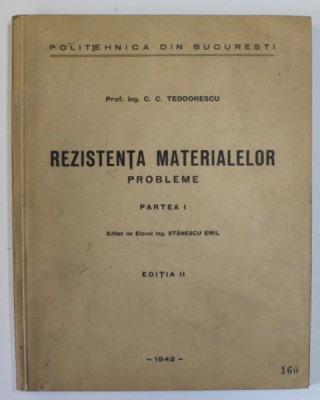 POLITEHNICA DIN BUCUREȘTI
Prof. Ing. C. C. TEODORESCU
REZISTENȚA MATERIALELOR
PROBLEME
PARTEA I
Editat de Elevul Ing. STĂNESCU EMIL
EDIȚIA II
– 1942 –
160